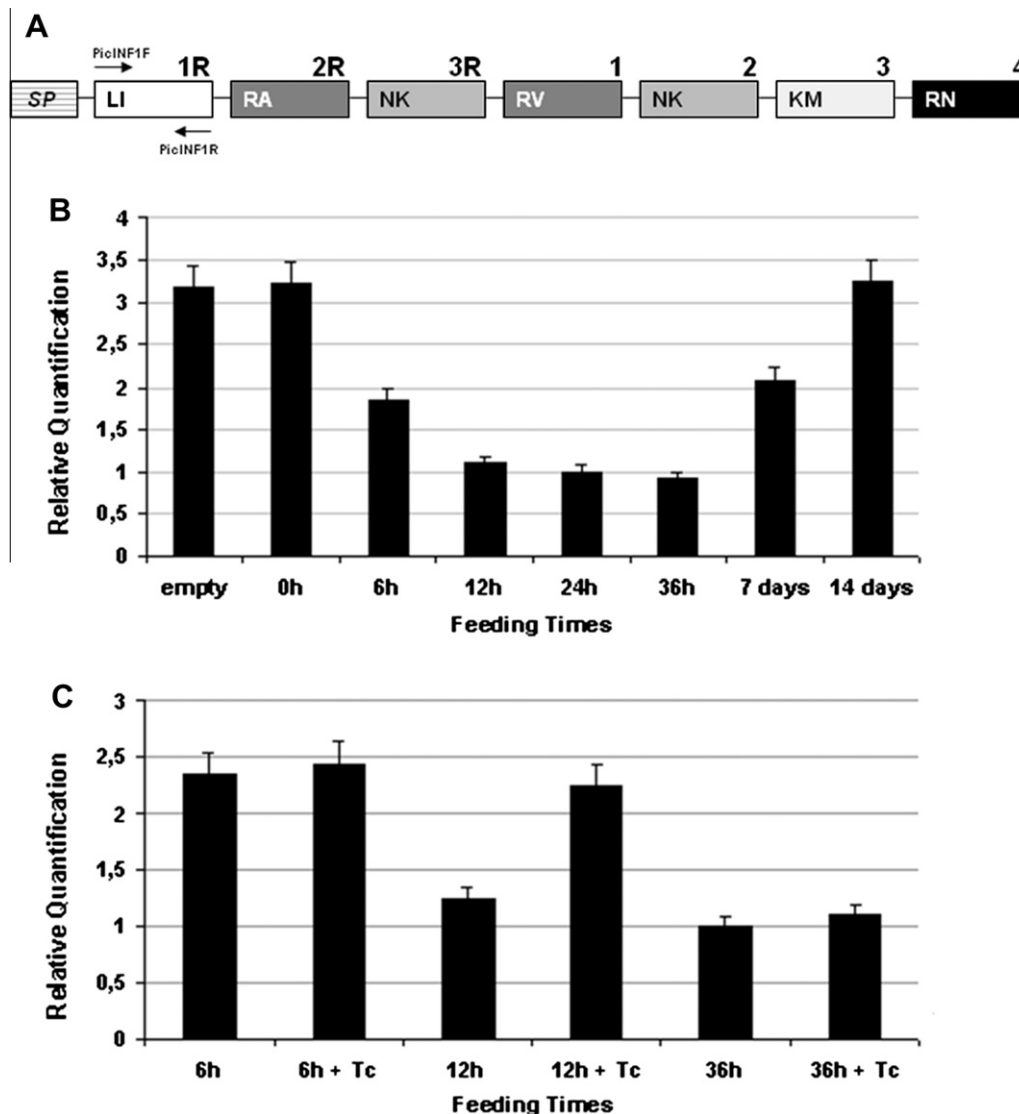 A
PicINF1F
1R 2R 3R 1 2 3 4
SP LI RA NK RV NK KM RN
PicINF1R
B
4
3,5
3
2,5
2
1,5
1
0,5
0
Relative Quantification
empty 0h 6h 12h 24h 36h 7 days 14 days
Feeding Times
C
3
2,5
2
1,5
1
0,5
0
Relative Quantification
6h 6h + Tc 12h 12h + Tc 36h 36h + Tc
Feeding Times